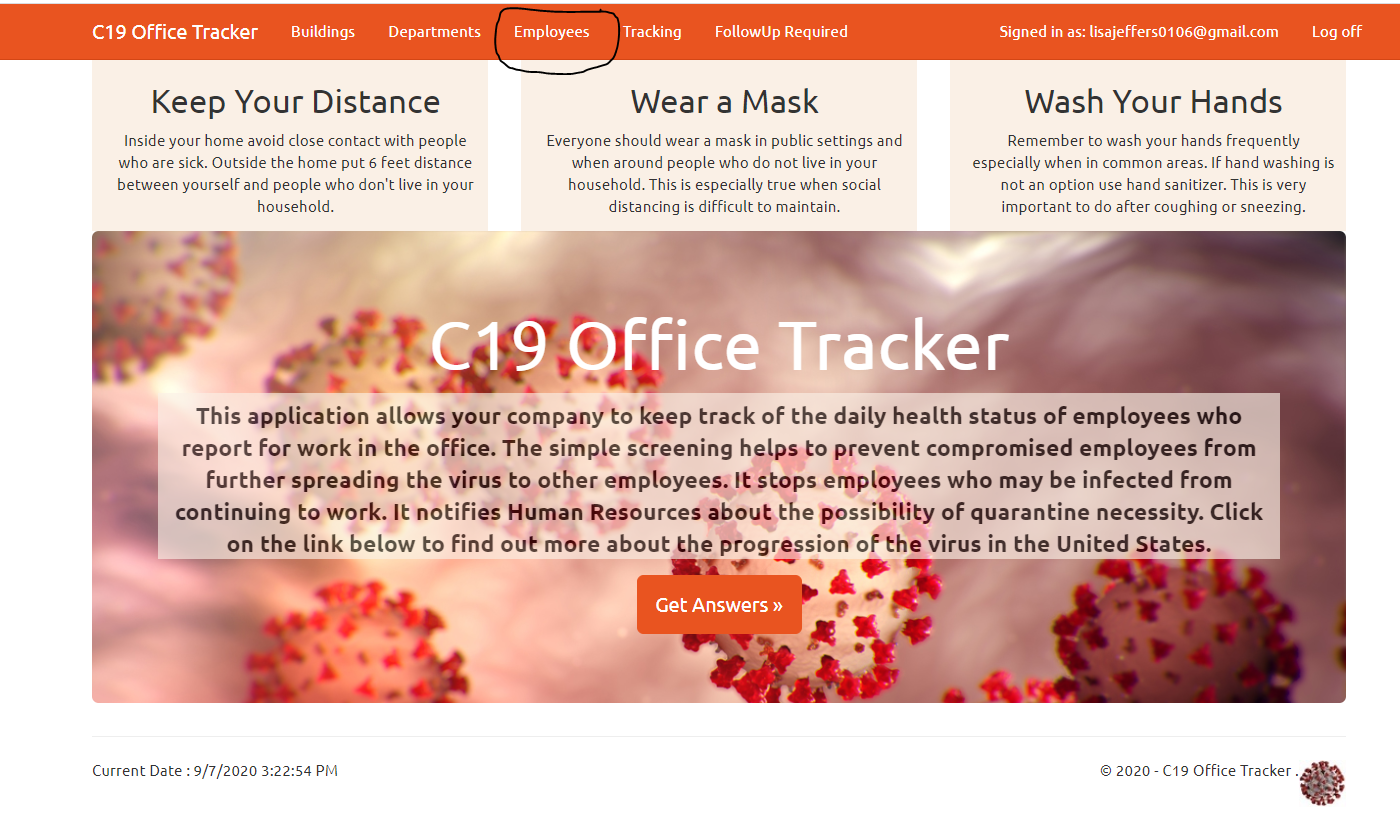 C19 Office Tracker Buildings Departments Employees Tracking FollowUp Required Signed in as: lisajeffers0106@gmail.com Log off
Keep Your Distance
Inside your home avoid close contact with people
who are sick. Outside the home put 6 feet distance
between yourself and people who don't live in your
household.
Wear a Mask
Everyone should wear a mask in public settings and
when around people who do not live in your
household. This is especially true when social
distancing is difficult to maintain.
Wash Your Hands
Remember to wash your hands frequently
especially when in common areas. If hand washing is
not an option use hand sanitizer. This is very
important to do after coughing or sneezing.
C19 Office Tracker
This application allows your company to keep track of the daily health status of employees who
report for work in the office. The simple screening helps to prevent compromised employees from
further spreading the virus to other employees. It stops employees who may be infected from
continuing to work. It notifies Human Resources about the possibility of quarantine necessity. Click
on the link below to find out more about the progression of the virus in the United States.
Get Answers »
Current Date : 9/7/2020 3:22:54 PM
© 2020 - C19 Office Tracker .